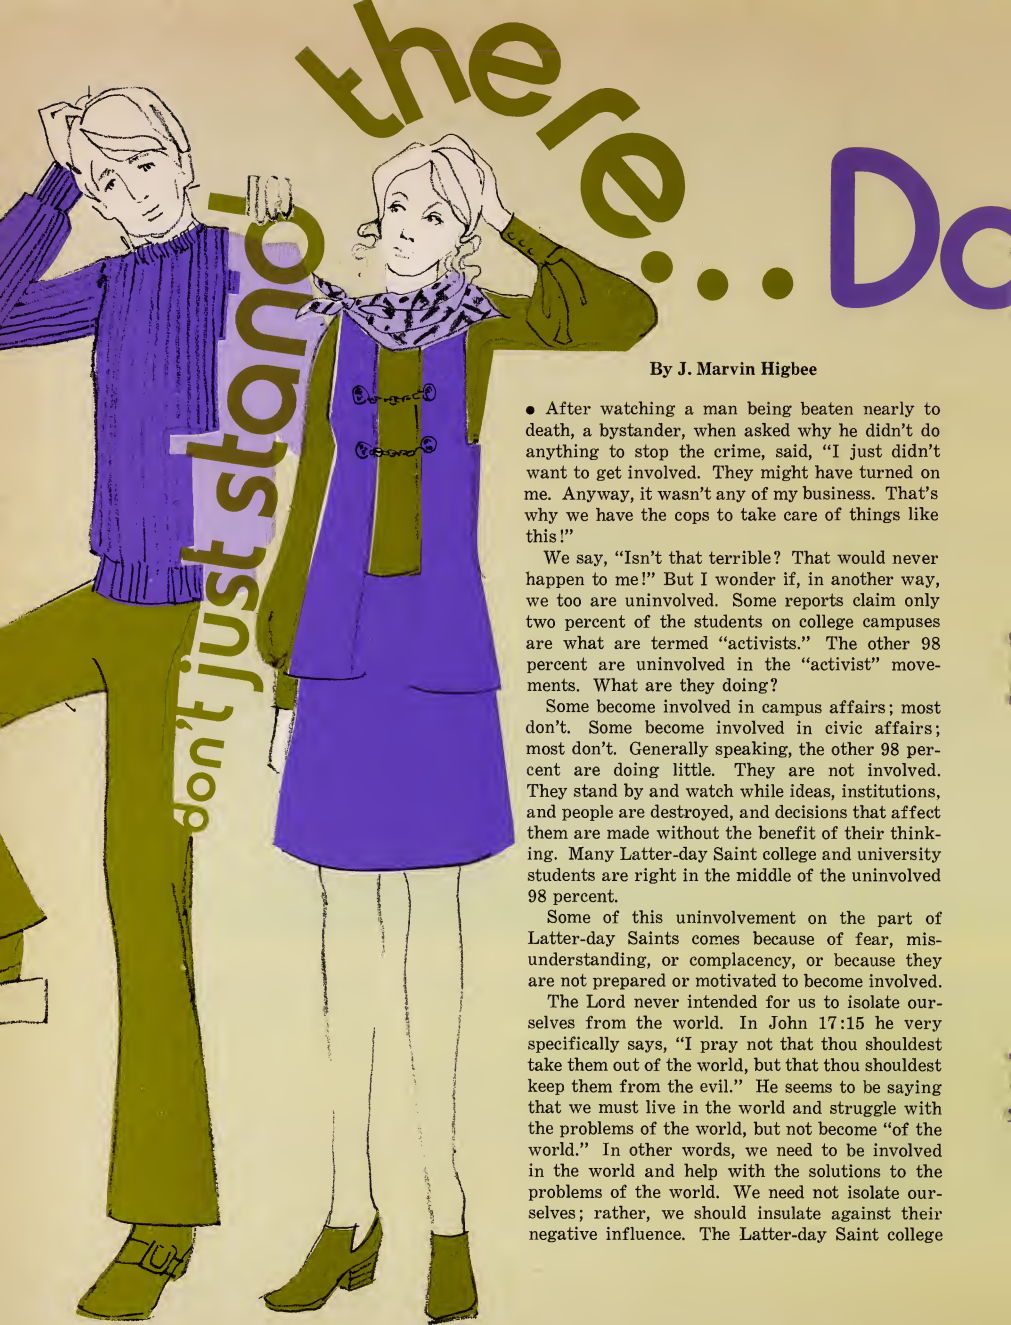 don't just stand
there... Do
By J. Marvin Higbee
● After watching a man being beaten nearly to
death, a bystander, when asked why he didn't do
anything to stop the crime, said, “I just didn't
want to get involved. They might have turned on
me. Anyway, it wasn't any of my business. That's
why we have the cops to take care of things like
this!”
We say, “Isn't that terrible? That would never
happen to me!” But I wonder if, in another way,
we too are uninvolved. Some reports claim only
two percent of the students on college campuses
are what are termed “activists.” The other 98
percent are uninvolved in the “activist” move-
ments. What are they doing?
Some become involved in campus affairs; most
don't. Some become involved in civic affairs;
most don't. Generally speaking, the other 98 per-
cent are doing little. They are not involved.
They stand by and watch while ideas, institutions,
and people are destroyed, and decisions that affect
them are made without the benefit of their think-
ing. Many Latter-day Saint college and university
students are right in the middle of the uninvolved
98 percent.
Some of this uninvolvement on the part of
Latter-day Saints comes because of fear, mis-
understanding, or complacency, or because they
are not prepared or motivated to become involved.
The Lord never intended for us to isolate our-
selves from the world. In John 17:15 he very
specifically says, “I pray not that thou shouldest
take them out of the world, but that thou shouldest
keep them from the evil.” He seems to be saying
that we must live in the world and struggle with
the problems of the world, but not become “of the
world.” In other words, we need to be involved
in the world and help with the solutions to the
problems of the world. We need not isolate our-
selves; rather, we should insulate against their
negative influence. The Latter-day Saint college